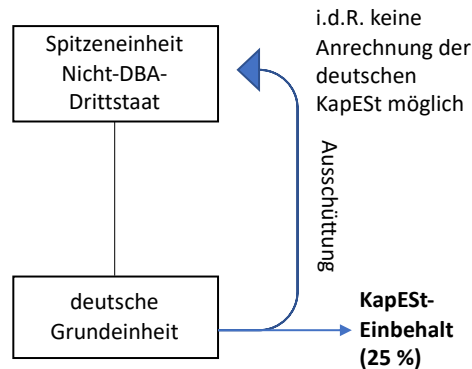 Spitzeneinheit
Nicht-DBA-
Drittstaat
i.d.R. keine
Anrechnung der
deutschen
KapESt möglich
Ausschüttung
deutsche
Grundeinheit
KapESt-
Einbehalt
(25 %)